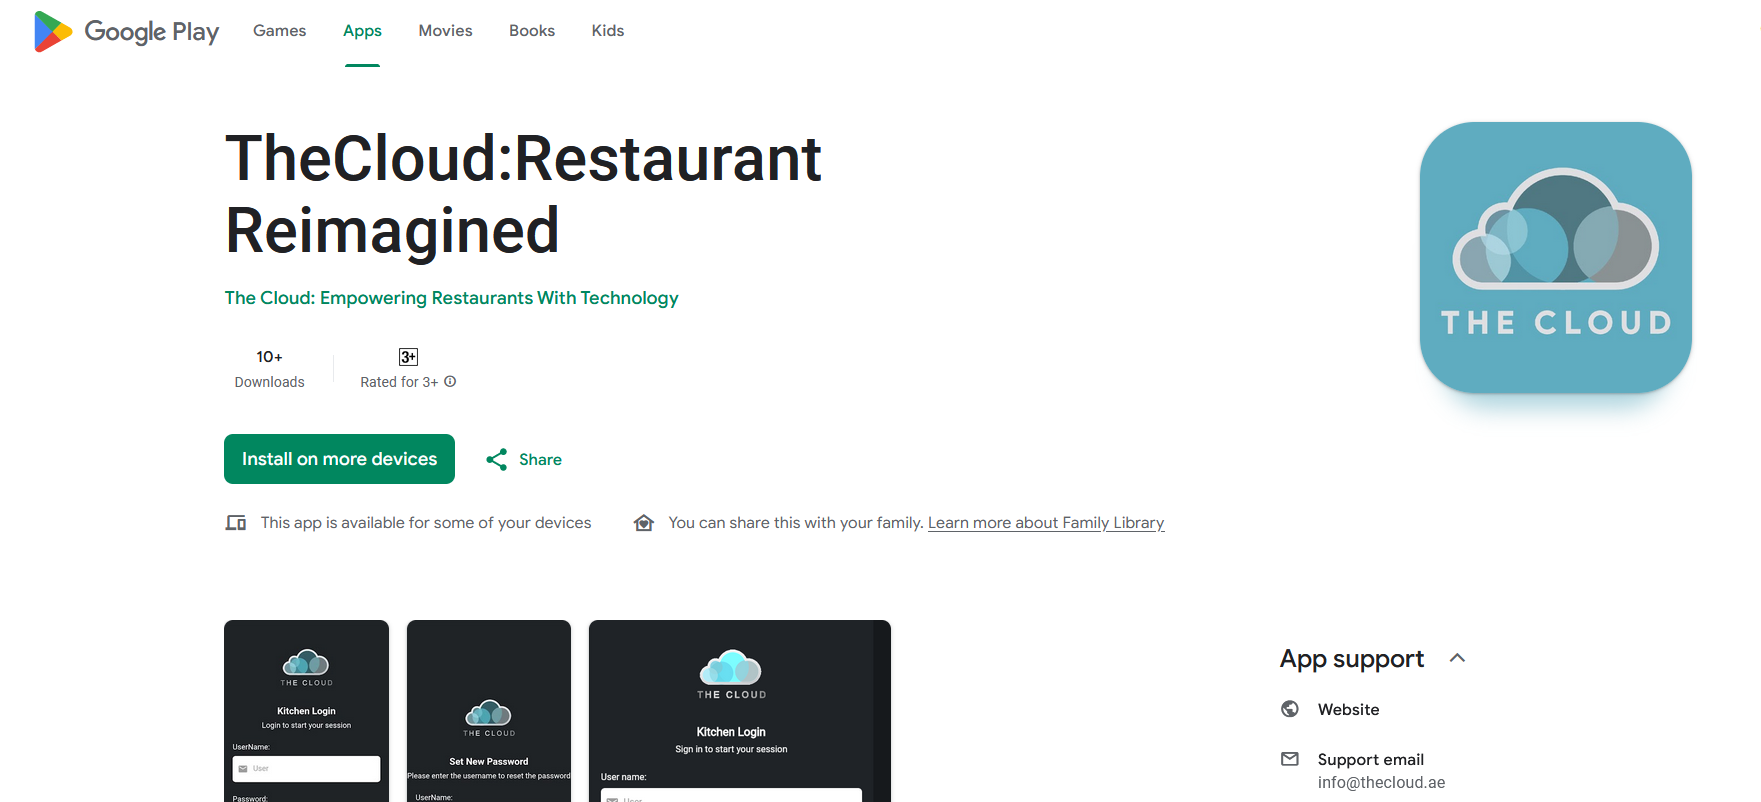 Google Play Games Apps Movies Books Kids
TheCloud:Restaurant
Reimagined
The Cloud: Empowering Restaurants With Technology
10+
Downloads
3+
Rated for 3+
Install on more devices
Share
This app is available for some of your devices
You can share this with your family. Learn more about Family Library
THE CLOUD
THE CLOUD
Kitchen Login
Login to start your session
UserName:
User
Password:
THE CLOUD
Set New Password
Please enter the username to reset the password
UserName:
THE CLOUD
Kitchen Login
Sign in to start your session
User name:
User
App support
Website
Support email
info@thecloud.ae